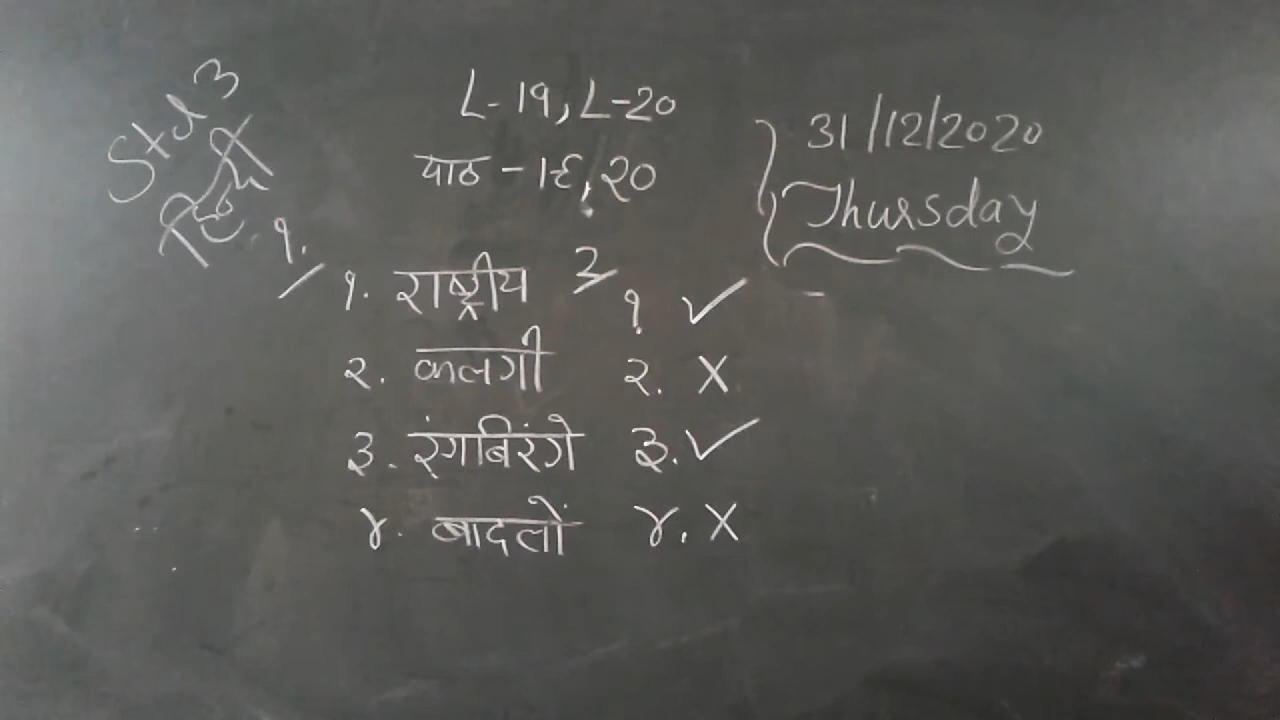 Std 3
हिन्दी
L-19, L-20
पाठ - १९, २०
31/12/2020
Thursday
१.
१. राष्ट्रीय
२. कलगी
३. रंगबिरंगे
४. बादलों
2
१. ✓
२. X
३. ✓
४. X